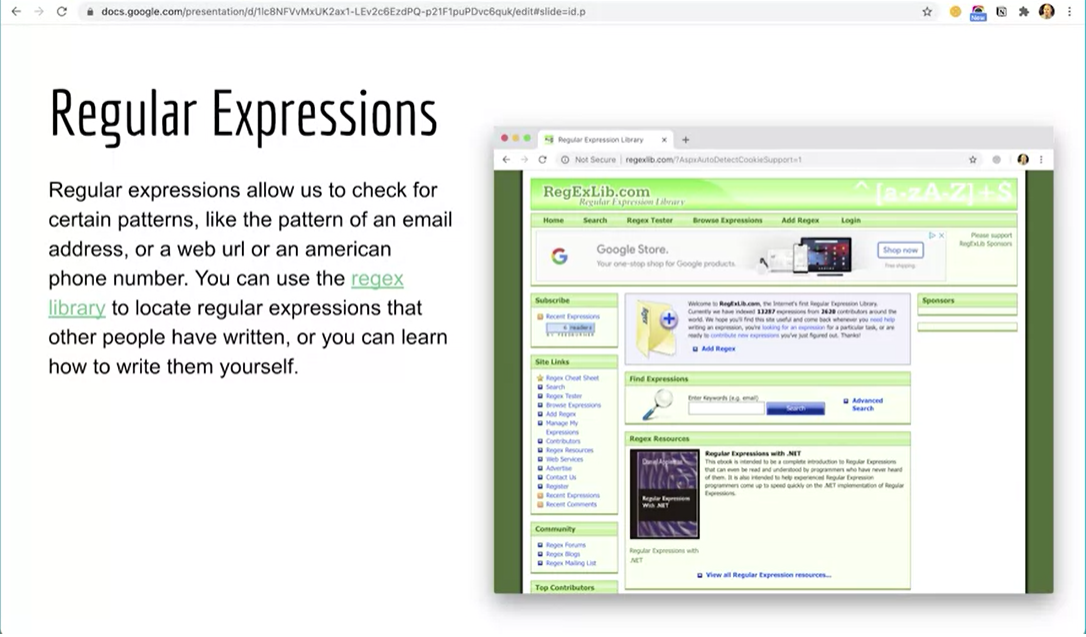 docs.google.com/presentation/d/1lc8NFVvMxUK2ax1-LEv2c6EzdPQ-p21F1puPDvc6quk/edit#slide=id.p
New
Regular Expressions
Regular expressions allow us to check for
certain patterns, like the pattern of an email
address, or a web url or an american
phone number. You can use the regex
library to locate regular expressions that
other people have written, or you can learn
how to write them yourself.
Regular Expression Library
Not Secure | regexlib.com/?AspxAutoDetectCookieSupport=1
RegExLib.com
Regular Expression Library
^[a-zA-Z]+$
Home Search Regex Tester Browse Expressions Add Regex Login
Google Store.
Your one-stop shop for Google products.
Shop now
Free shipping
Please support
RegExLib Sponsors
Subscribe
Recent Expressions
readers
Site Links
Regex Cheat Sheet
Search
Regex Tester
Browse Expressions
Add Regex
Manage My
Expressions
Contributors
Regex Resources
Web Services
Advertise
Contact Us
Register
Recent Expressions
Recent Comments
Community
Regex Forums
Regex Blogs
Regex Mailing List
Top Contributors
Welcome to RegExLib.com, the Internet's first Regular Expression Library.
Currently we have indexed 13287 expressions from 2620 contributors around the
world. We hope you'll find this site useful and come back whenever you need help
writing an expression, you're looking for an expression for a particular task, or are
ready to contribute new expressions you've just figured out. Thanks!
Add Regex
Find Expressions
Enter Keywords (e.g. email)
Search
Advanced
Search
Regex Resources
Regular Expressions
With .NET
Regular Expressions with .NET
This ebook is intended to be a complete introduction to Regular Expressions
that can even be read and understood by programmers who have never heard
of them. It is also intended to help experienced Regular Expression
programmers come up to speed quickly on the .NET implementation of Regular
Expressions.
Regular Expressions with
.NET
View all Regular Expression resources...
Sponsors